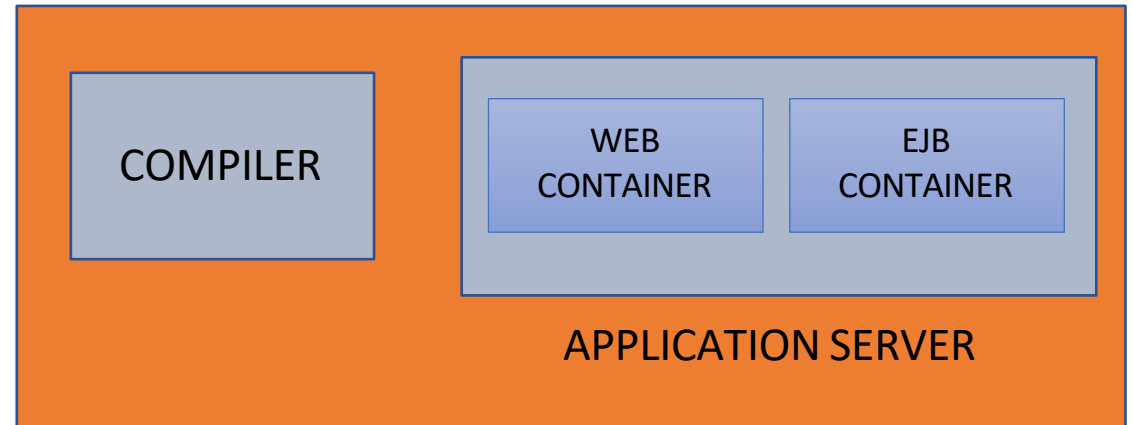 COMPILER
WEB
CONTAINER
EJB
CONTAINER
APPLICATION SERVER